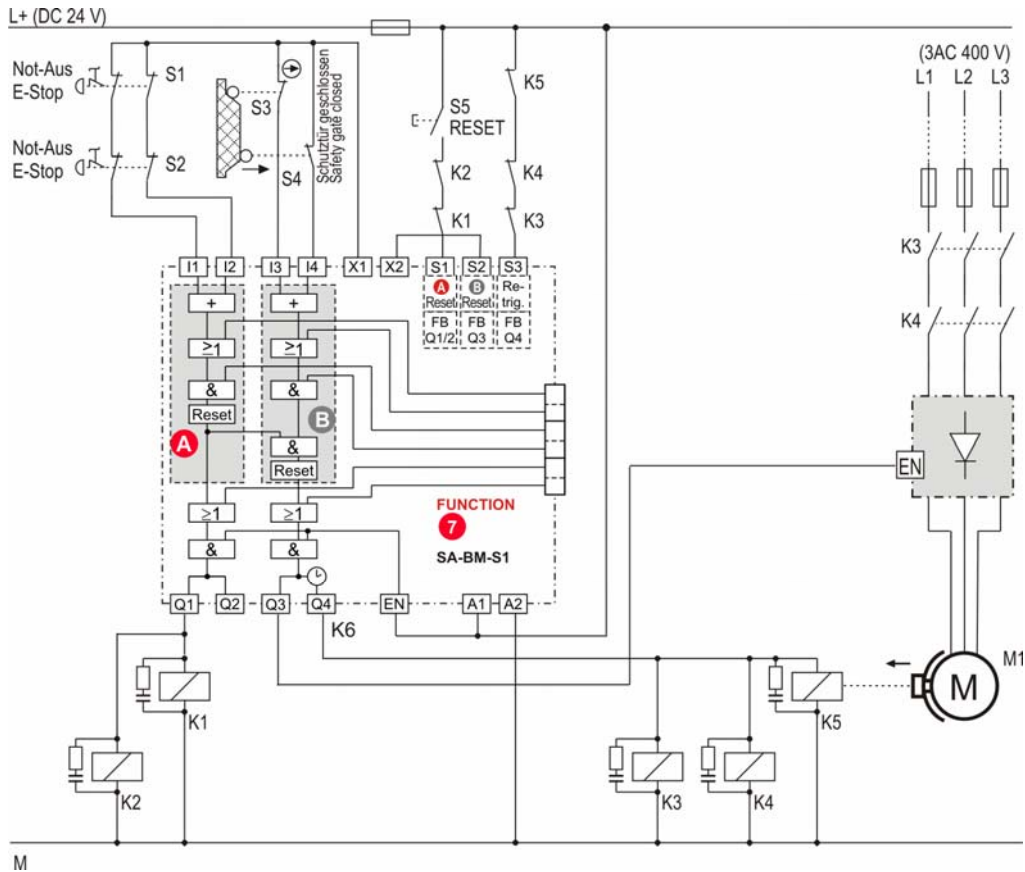 L+ (DC 24 V)
(3AC 400 V)
L1 L2 L3
Not-Aus
E-Stop
S1
Not-Aus
E-Stop
S2
S3
S4
Schutztür geschlossen
Safety gate closed
S5
RESET
K2
K1
K5
K4
K3
K3
K4
I1 I2 I3 I4 X1 X2 S1 S2 S3
A
Reset
FB
Q1/2
B
Reset
FB
Q3
Re-
trig.
FB
Q4
+
≥1
&
Reset
A
+
≥1
&
B
&
Reset
≥1
&
≥1
&
FUNCTION
7
SA-BM-S1
Q1 Q2 Q3 Q4 EN A1 A2
K6
EN
K1
K2
K3
K4
K5
M
M1
M